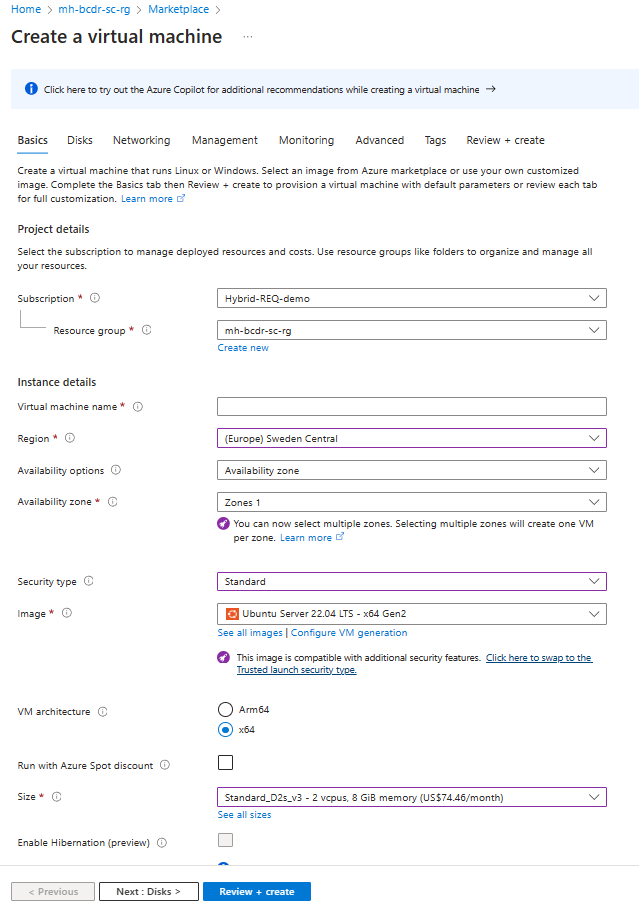 Home > mh-bcdr-sc-rg > Marketplace >
Create a virtual machine ...
Click here to try out the Azure Copilot for additional recommendations while creating a virtual machine →
Basics Disks Networking Management Monitoring Advanced Tags Review + create
Create a virtual machine that runs Linux or Windows. Select an image from Azure marketplace or use your own customized
image. Complete the Basics tab then Review + create to provision a virtual machine with default parameters or review each tab
for full customization. Learn more
Project details
Select the subscription to manage deployed resources and costs. Use resource groups like folders to organize and manage all
your resources.
Subscription * Hybrid-REQ-demo
Resource group * mh-bcdr-sc-rg
Create new
Instance details
Virtual machine name *
Region * (Europe) Sweden Central
Availability options Availability zone
Availability zone * Zones 1
You can now select multiple zones. Selecting multiple zones will create one VM
per zone. Learn more
Security type Standard
Image * Ubuntu Server 22.04 LTS - x64 Gen2
See all images | Configure VM generation
This image is compatible with additional security features. Click here to swap to the
Trusted launch security type.
VM architecture Arm64
x64
Run with Azure Spot discount
Size * Standard_D2s_v3 - 2 vcpus, 8 GiB memory (US$74.46/month)
See all sizes
Enable Hibernation (preview)
< Previous Next : Disks > Review + create